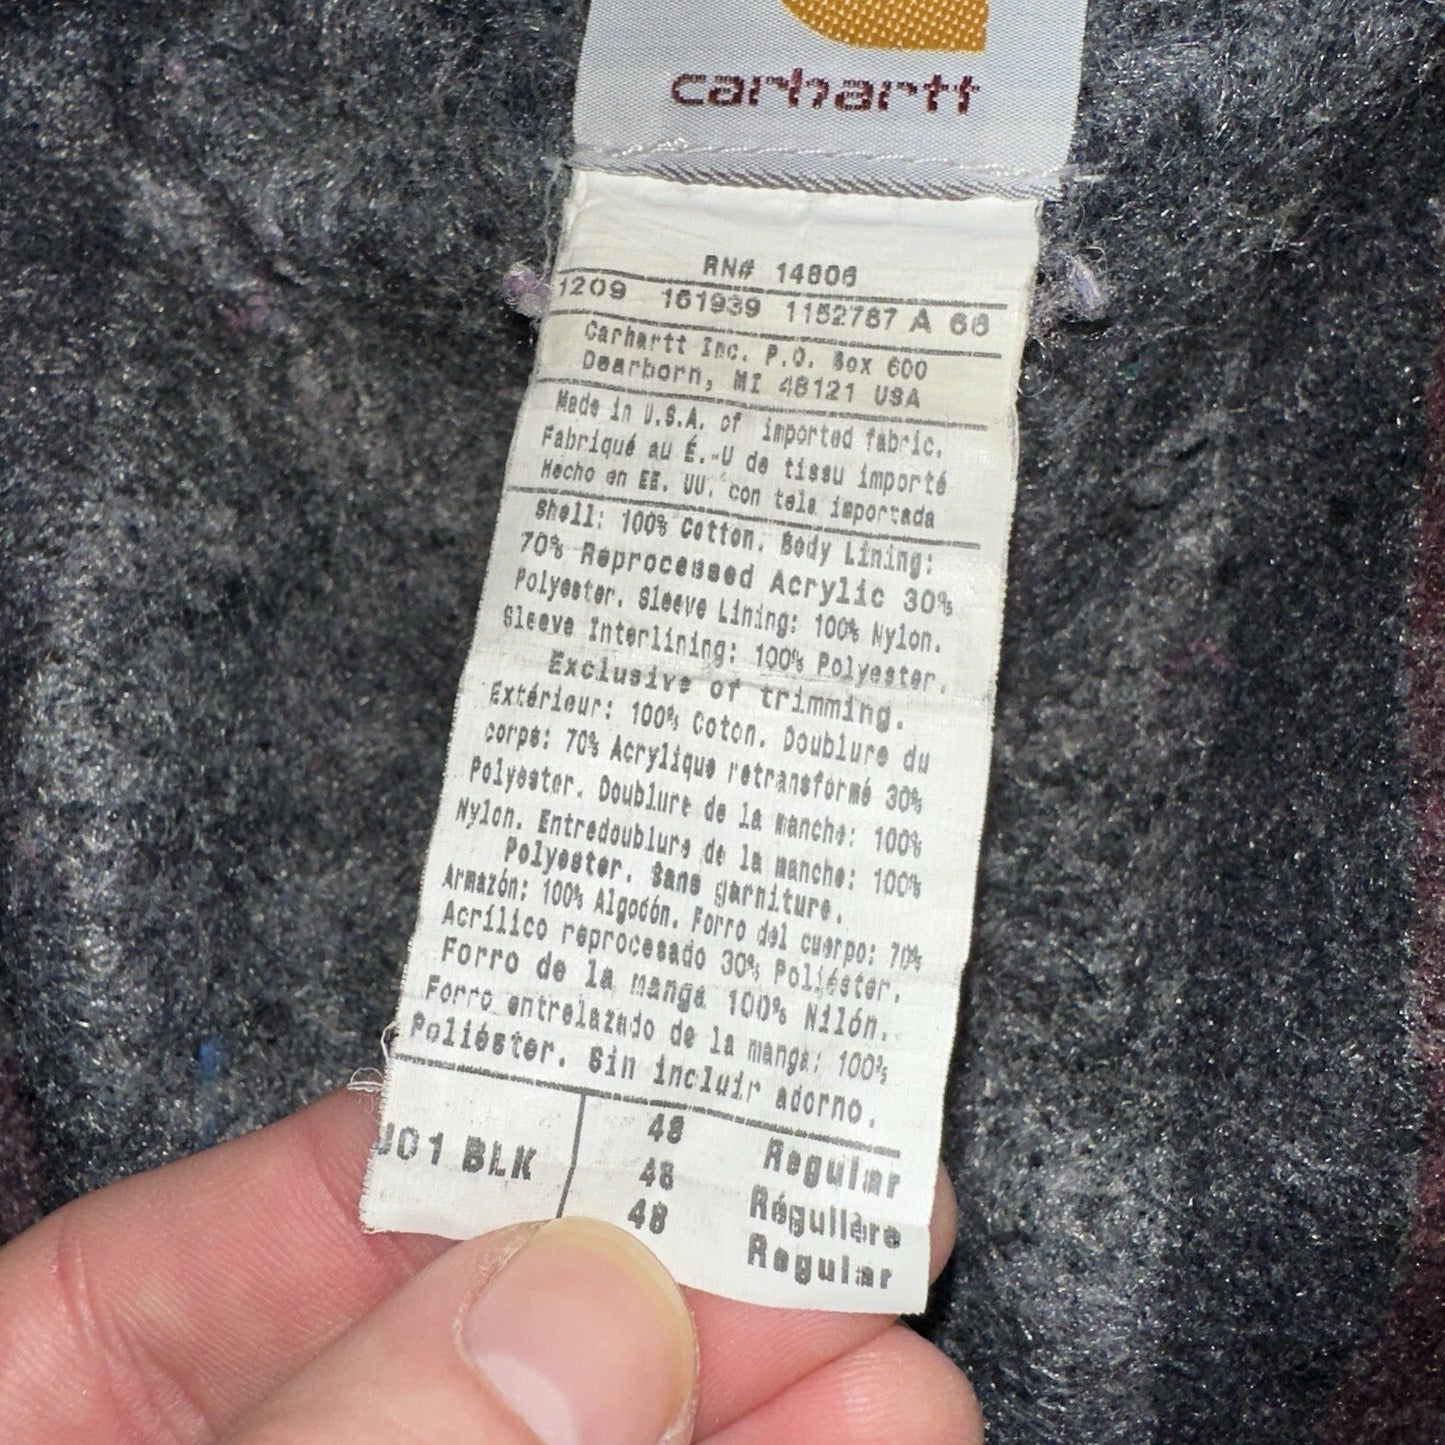 carhartt
RN# 14806
1209 161939 1152787 A 66
Carhartt Inc. P.O. Box 600
Dearborn, MI 48121 USA
Made in U.S.A. of imported fabric.
Fabriqué au É.-U de tissu importé
Hecho en EE. UU. con tela importada
Shell: 100% Cotton. Body Lining:
70% Reprocessed Acrylic 30%
Polyester. Sleeve Lining: 100% Nylon.
Sleeve Interlining: 100% Polyester.
Exclusive of trimming.
Extérieur: 100% Coton. Doublure du
corps: 70% Acrylique retransformé 30%
Polyester. Doublure de la manche: 100%
Nylon. Entredoublure de la manche: 100%
Polyester. Sans garniture.
Armazón: 100% Algodón. Forro del cuerpo: 70%
Acrílico reprocesado 30% Poliéster.
Forro de la manga 100% Nilón.
Forro entrelazado de la manga: 100%
Poliéster. Sin incluir adorno.
J01 BLK 48 Regular
48 Régulière
48 Regular